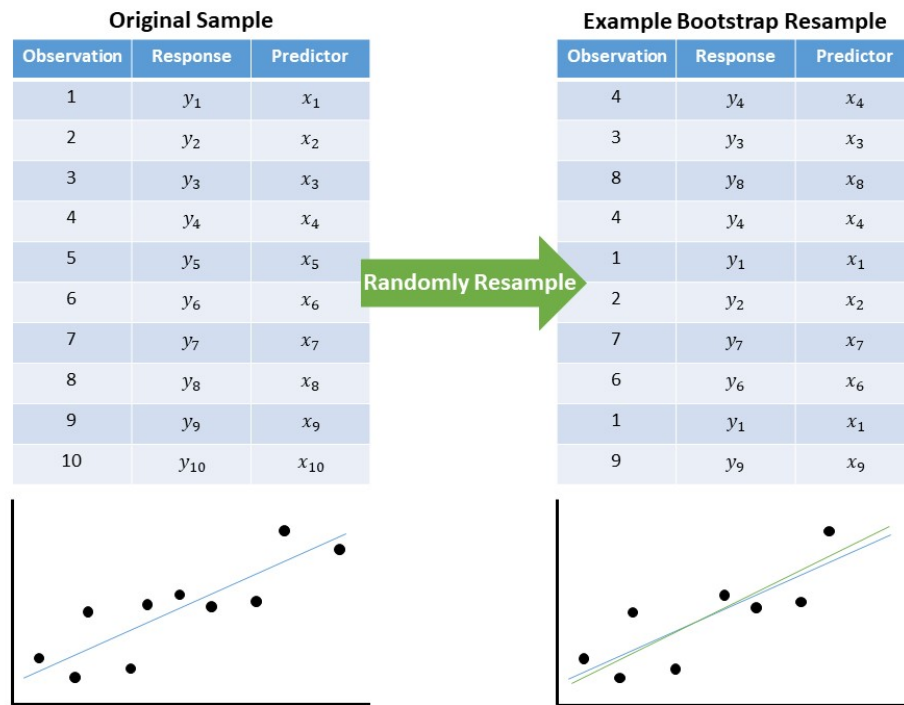 Original Sample
Observation Response Predictor
1 y₁ x₁
2 y₂ x₂
3 y₃ x₃
4 y₄ x₄
5 y₅ x₅
6 y₆ x₆
7 y₇ x₇
8 y₈ x₈
9 y₉ x₉
10 y₁₀ x₁₀
Randomly Resample
Example Bootstrap Resample
Observation Response Predictor
4 y₄ x₄
3 y₃ x₃
8 y₈ x₈
4 y₄ x₄
1 y₁ x₁
2 y₂ x₂
7 y₇ x₇
6 y₆ x₆
1 y₁ x₁
9 y₉ x₉